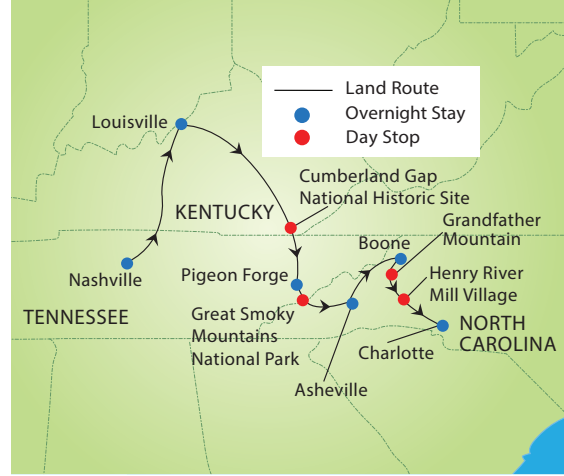 Land Route
Overnight Stay
Day Stop
Louisville
Cumberland Gap
National Historic Site
KENTUCKY
Grandfather
Mountain
Boone
Nashville
Pigeon Forge
Henry River
Mill Village
TENNESSEE
Great Smoky
Mountains
National Park
NORTH
CAROLINA
Charlotte
Asheville